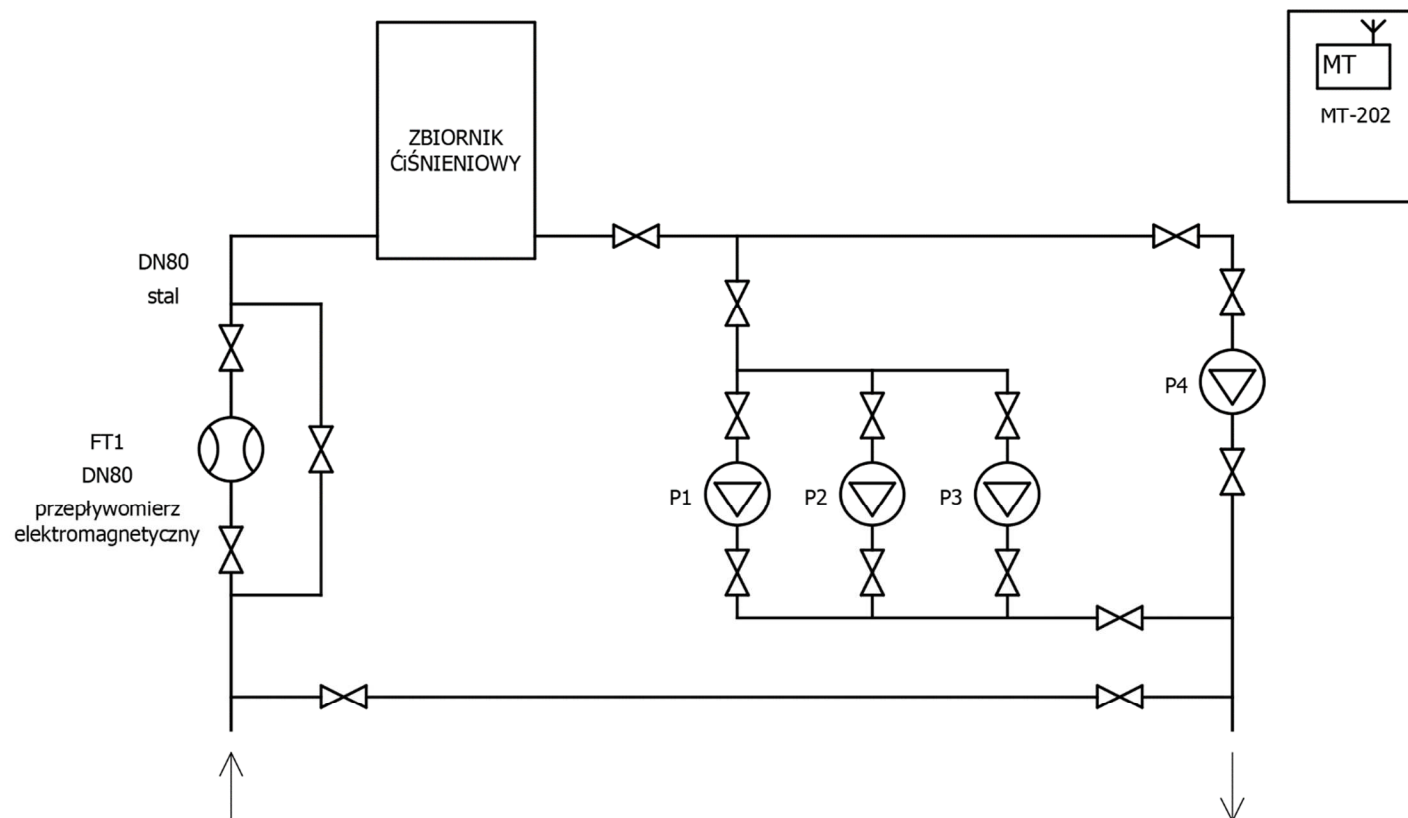 MT
MT-202
ZBIORNIK
ĆiŚNIENIOWY
DN80
stal
P4
FT1
DN80
przepływomierz
elektromagnetyczny
P1
P2
P3